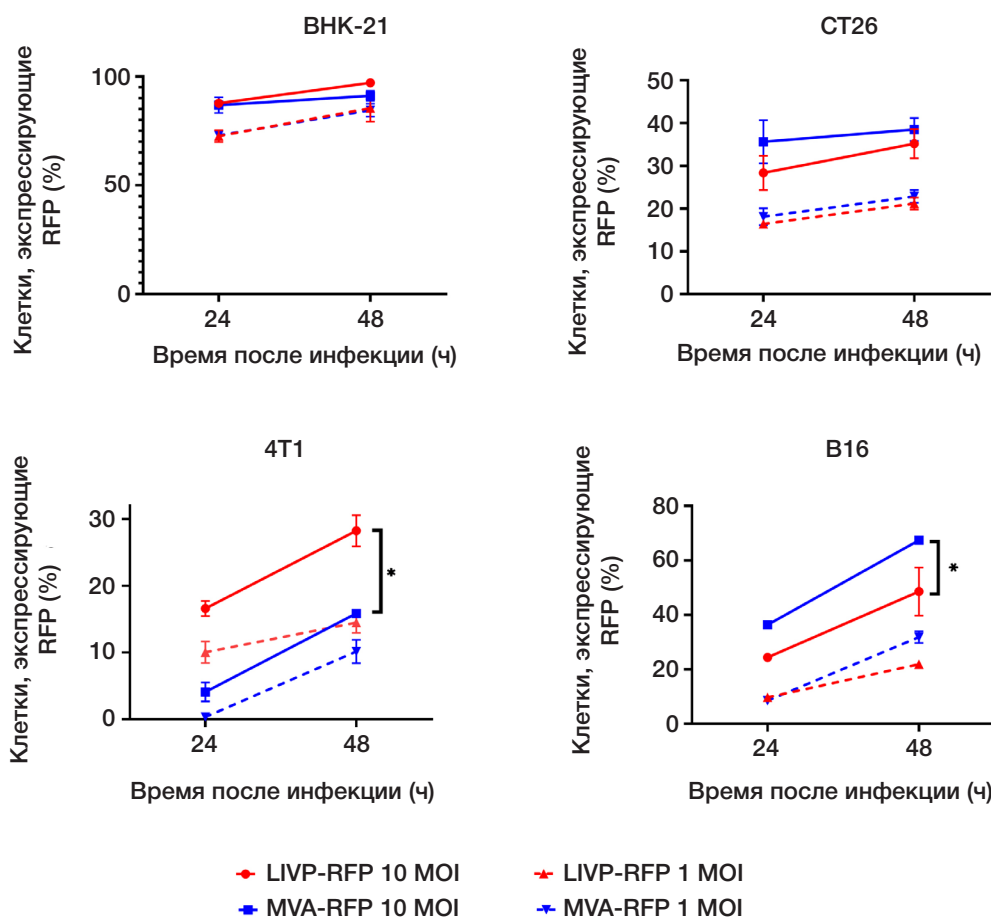 BHK-21
Клетки, экспрессирующие
RFP (%)
100
50
0
24
48
Время после инфекции (ч)
CT26
Клетки, экспрессирующие
RFP (%)
50
40
30
20
10
0
24
48
Время после инфекции (ч)
4T1
Клетки, экспрессирующие
RFP (%)
30
20
10
0
*
24
48
Время после инфекции (ч)
B16
Клетки, экспрессирующие
RFP (%)
80
60
40
20
0
*
24
48
Время после инфекции (ч)
LIVP-RFP 10 MOI
LIVP-RFP 1 MOI
MVA-RFP 10 MOI
MVA-RFP 1 MOI